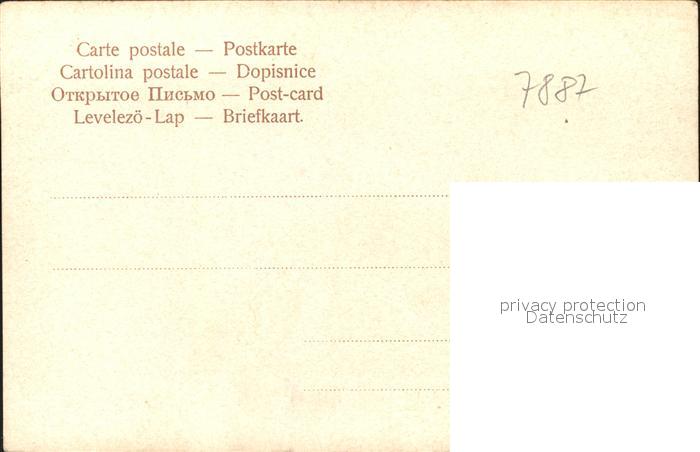 Carte postale — Postkarte
Cartolina postale — Dopisnice
Открытое Письмо — Post-card
Levelezö-Lap — Briefkaart.
7887
privacy protection
Datenschutz